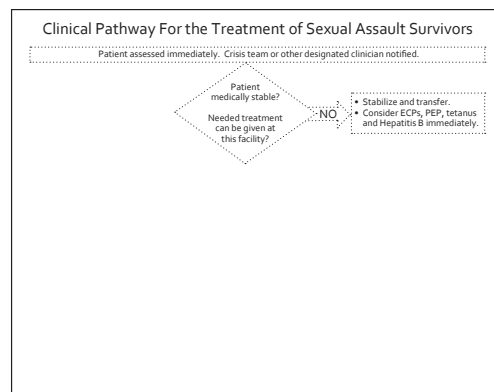 Clinical Pathway For the Treatment of Sexual Assault Survivors
Patient assessed immediately. Crisis team or other designated clinician notified.
Patient
medically stable?
Needed treatment
can be given at
this facility?
NO
• Stabilize and transfer.
• Consider ECPs, PEP, tetanus
and Hepatitis B immediately.